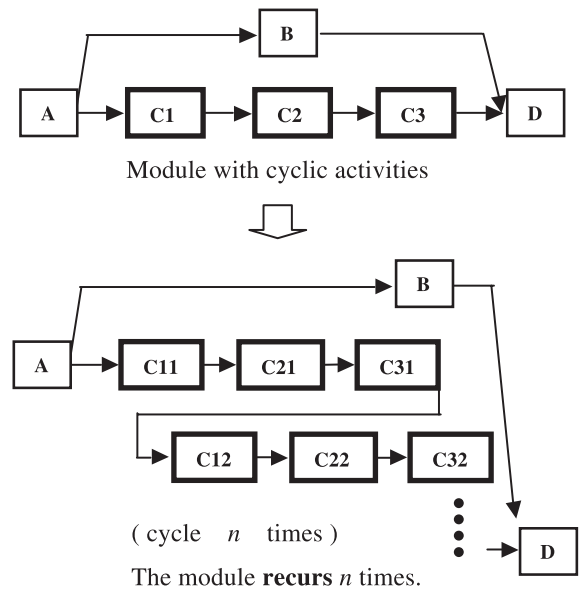 B
A C1 C2 C3 D
Module with cyclic activities
B
A C11 C21 C31
C12 C22 C32
( cycle n times )
D
The module recurs n times.